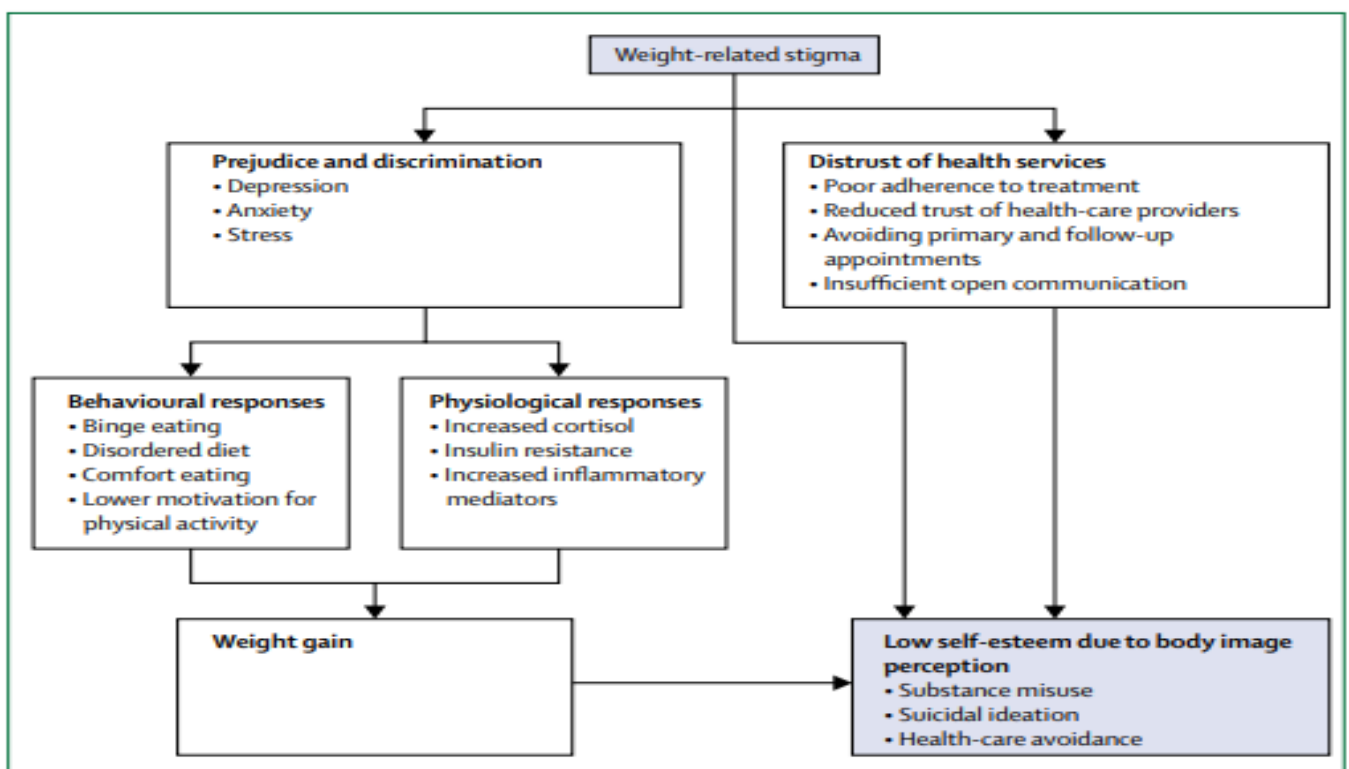 Weight-related stigma
Prejudice and discrimination
• Depression
• Anxiety
• Stress
Distrust of health services
• Poor adherence to treatment
• Reduced trust of health-care providers
• Avoiding primary and follow-up
appointments
• Insufficient open communication
Behavioural responses
• Binge eating
• Disordered diet
• Comfort eating
• Lower motivation for
physical activity
Physiological responses
• Increased cortisol
• Insulin resistance
• Increased inflammatory
mediators
Weight gain
Low self-esteem due to body image
perception
• Substance misuse
• Suicidal ideation
• Health-care avoidance